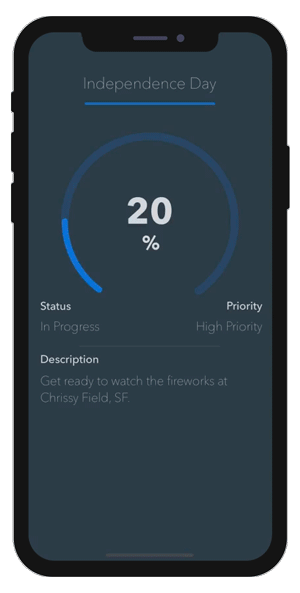 Independence Day
20
%
Status
Priority
In Progress
High Priority
Description
Get ready to watch the fireworks at
Chrissy Field, SF.